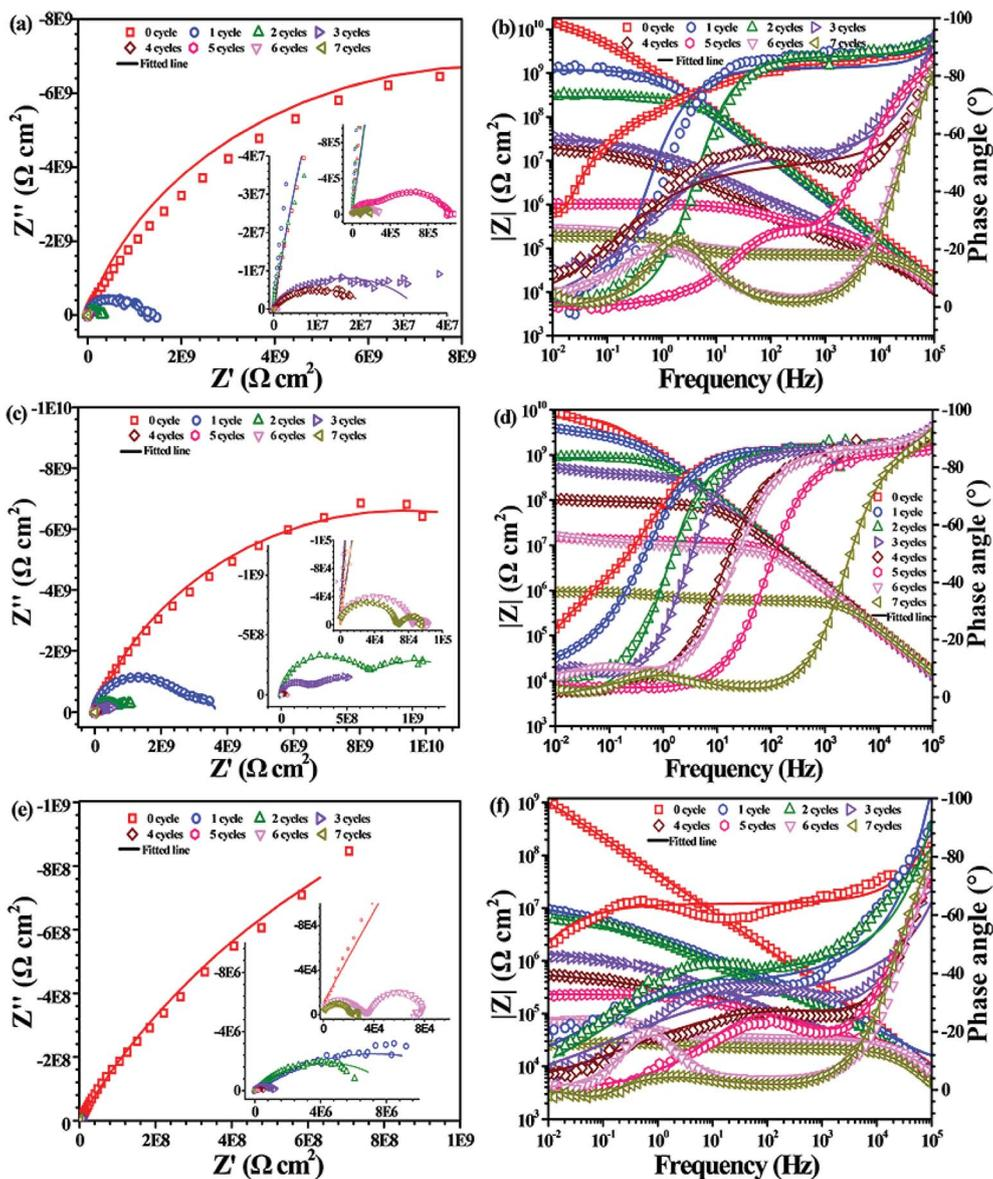 (a)
0 cycle 1 cycle 2 cycles 3 cycles
4 cycles 5 cycles 6 cycles 7 cycles
Fitted line
Z'' (Ω cm²)
-8E9
-6E9
-4E9
-2E9
0
0 2E9 4E9 6E9 8E9
Z' (Ω cm²)
-4E7
-3E7
-2E7
-1E7
0
1E7 2E7 3E7 4E7
-8E5
-4E5
0
0 4E5 8E5
(b)
0 cycle 1 cycle 2 cycles 3 cycles
4 cycles 5 cycles 6 cycles 7 cycles
Fitted line
|Z| (Ω cm²)
10¹⁰
10⁹
10⁸
10⁷
10⁶
10⁵
10⁴
10³
10⁻² 10⁻¹ 10⁰ 10¹ 10² 10³ 10⁴ 10⁵
Frequency (Hz)
-100
-80
-60
-40
-20
0
Phase angle (°)
(c)
0 cycle 1 cycle 2 cycles 3 cycles
4 cycles 5 cycles 6 cycles 7 cycles
Fitted line
Z'' (Ω cm²)
-1E10
-8E9
-6E9
-4E9
-2E9
0
0 2E9 4E9 6E9 8E9 1E10
Z' (Ω cm²)
-1E9
-5E8
0
0 5E8 1E9
-1E5
-8E4
-4E4
0
0 4E4 8E4 1E5
(d)
0 cycle
1 cycle
2 cycles
3 cycles
4 cycles
5 cycles
6 cycles
7 cycles
Fitted line
|Z| (Ω cm²)
10¹⁰
10⁹
10⁸
10⁷
10⁶
10⁵
10⁴
10³
10⁻² 10⁻¹ 10⁰ 10¹ 10² 10³ 10⁴ 10⁵
Frequency (Hz)
-100
-80
-60
-40
-20
0
Phase angle (°)
(e)
0 cycle 1 cycle 2 cycles 3 cycles
4 cycles 5 cycles 6 cycles 7 cycles
Fitted line
Z'' (Ω cm²)
-1E9
-8E8
-6E8
-4E8
-2E8
0
0 2E8 4E8 6E8 8E8 1E9
Z' (Ω cm²)
-8E6
-4E6
0
0 4E6 8E6
-8E4
-4E4
0
0 4E4 8E4
(f)
0 cycle 1 cycle 2 cycles 3 cycles
4 cycles 5 cycles 6 cycles 7 cycles
Fitted line
|Z| (Ω cm²)
10⁹
10⁸
10⁷
10⁶
10⁵
10⁴
10³
10⁻² 10⁻¹ 10⁰ 10¹ 10² 10³ 10⁴ 10⁵
Frequency (Hz)
-100
-80
-60
-40
-20
0
Phase angle (°)